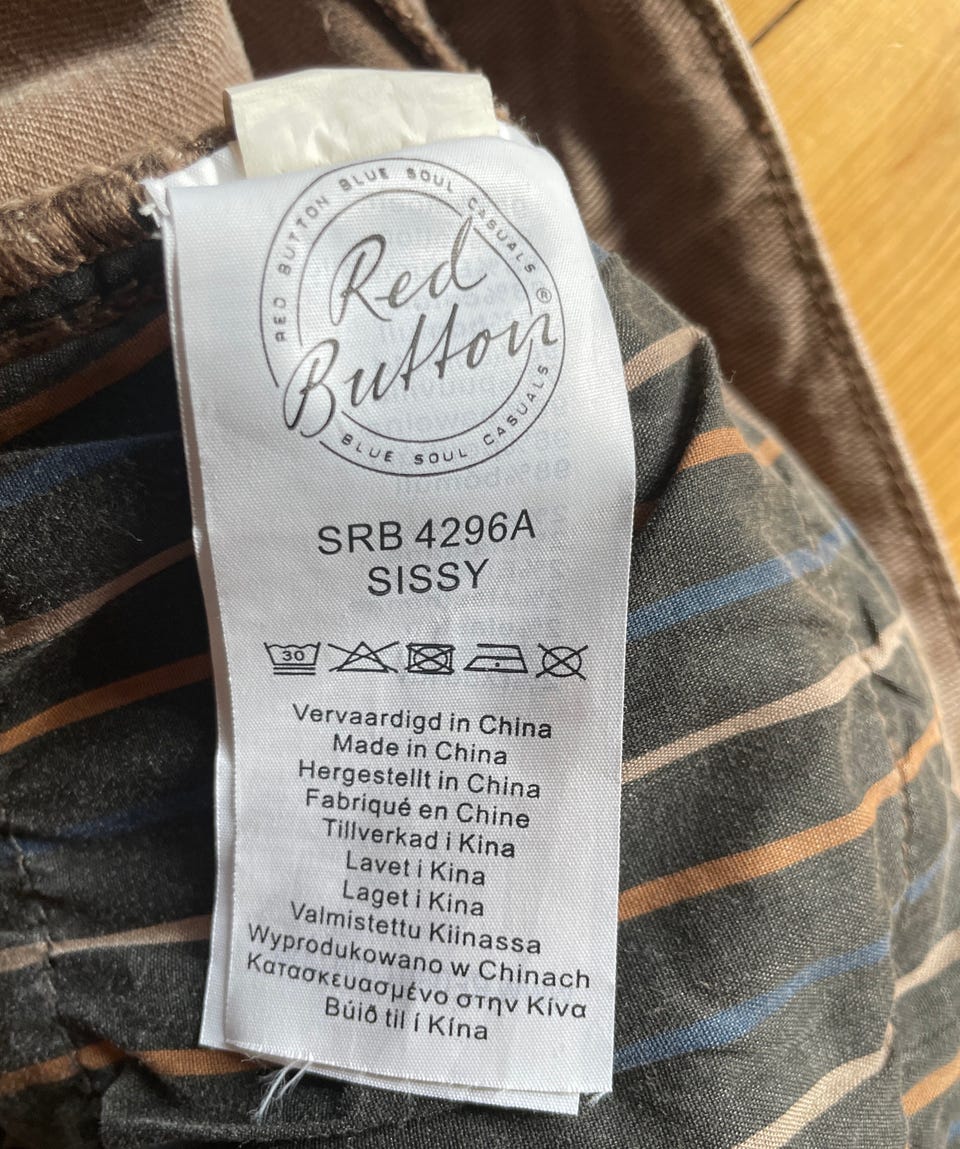 RED BUTTON BLUE SOUL CASUALS ®
Red
Button
BLUE SOUL CASUALS
SRB 4296A
SISSY
30
Vervaardigd in China
Made in China
Hergestellt in China
Fabriqué en Chine
Tillverkad i Kina
Lavet i Kina
Laget i Kina
Valmistettu Kiinassa
Wyprodukowano w Chinach
Κατασκευασμένο στην Κίνα
Búið til í Kína